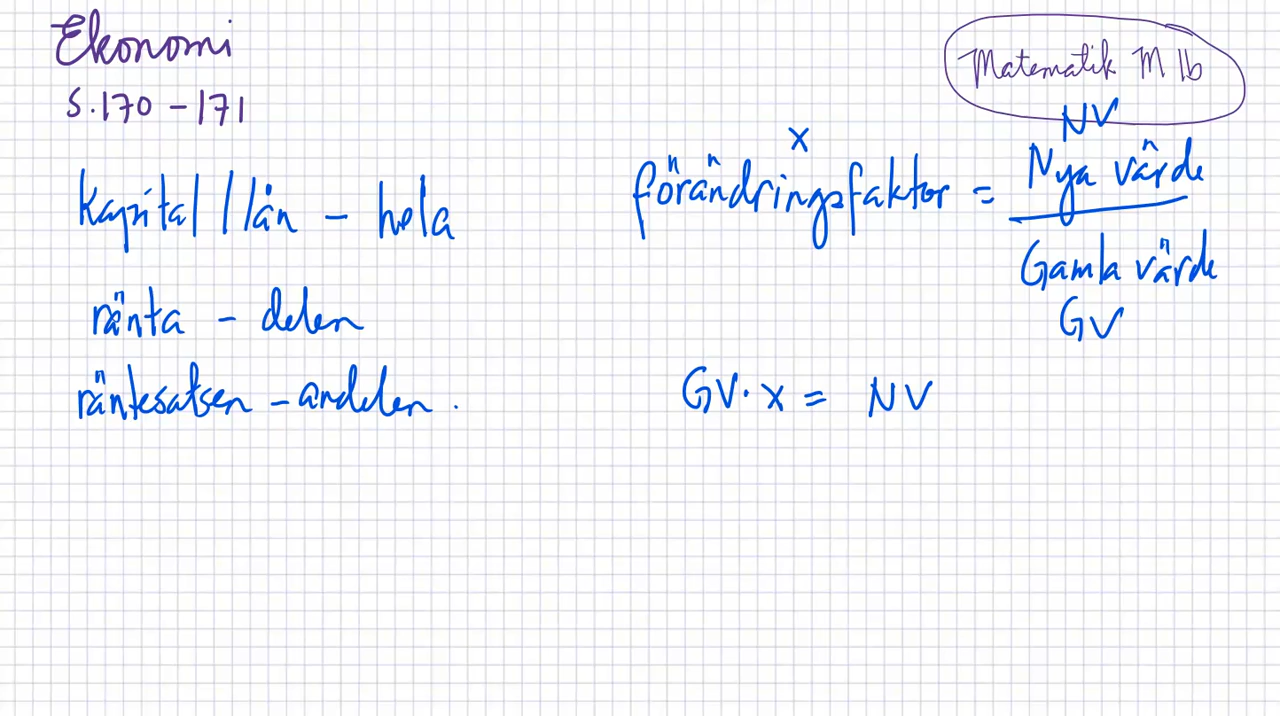 Ekonomi
s.170-171
Matematik M 1b
kapital / lån - hela
ränta - delen
räntesatsen - andelen.
x
förändringsfaktor = 
NV
Nya värde
Gamla värde
GV
GV · x = NV